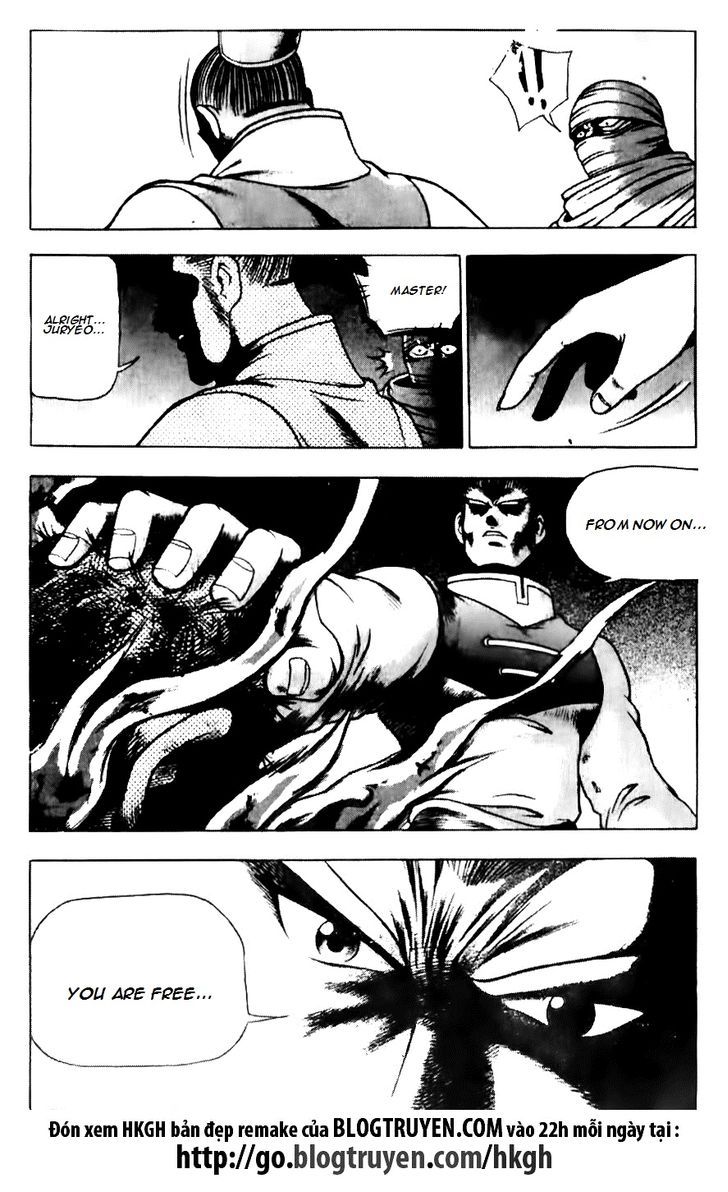 !!
ALRIGHT...
JURYEO...
MASTER!
FROM NOW ON...
YOU ARE FREE...
Đón xem HKGH bản đẹp remake của BLOGTRUYEN.COM vào 22h mỗi ngày tại :
http://go.blogtruyen.com/hkgh